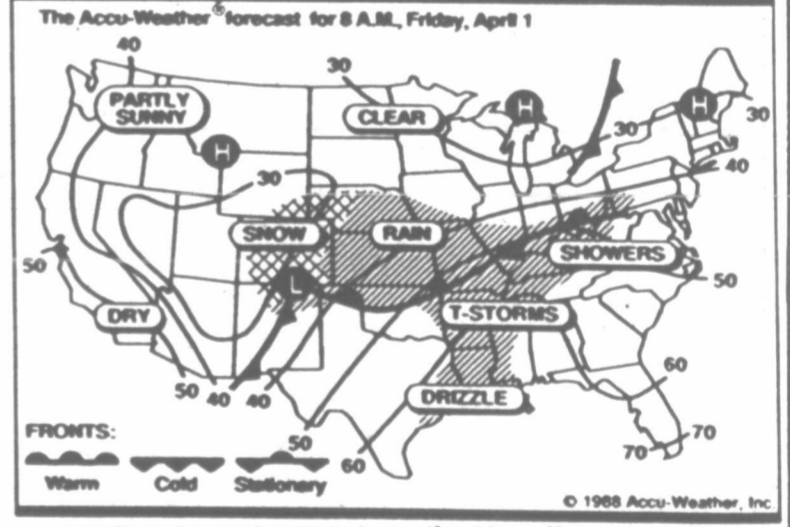 The Accu-Weather® forecast for 8 A.M., Friday, April 1
40
30
PARTLY
SUNNY
CLEAR
H
H
30
30
H
40
30
SNOW
RAIN
SHOWERS
50
50
L
DRY
T-STORMS
60
50
40
40
DRIZZLE
FRONTS:
50
60
70
70
Warm
Cold
Stationary
© 1988 Accu-Weather, Inc.